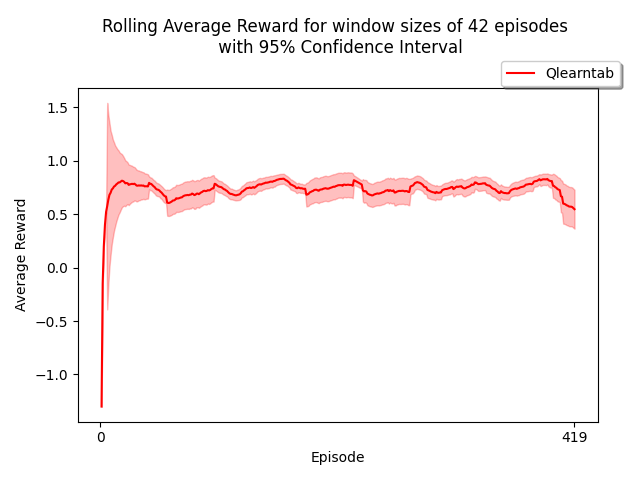 Rolling Average Reward for window sizes of 42 episodes
with 95% Confidence Interval
Qlearntab
1.5
1.0
0.5
0.0
−0.5
−1.0
Average Reward
0
419
Episode